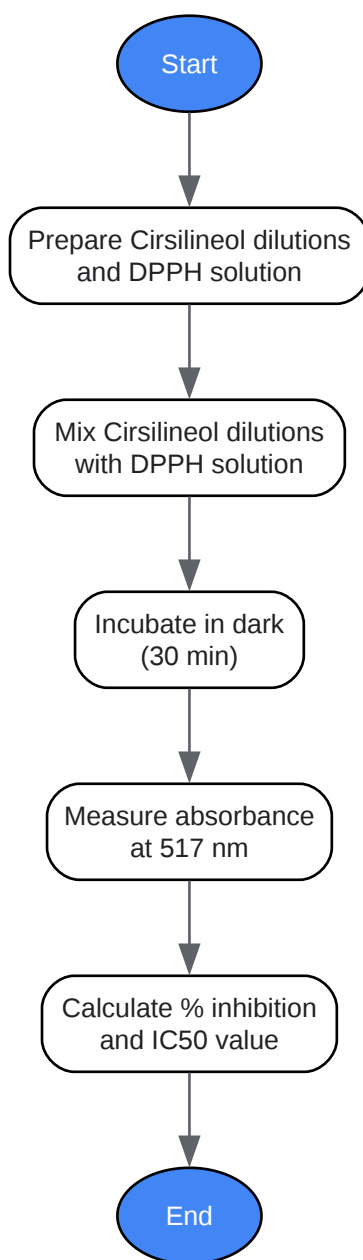 Start
Prepare Cirsilineol dilutions
and DPPH solution
Mix Cirsilineol dilutions
with DPPH solution
Incubate in dark
(30 min)
Measure absorbance
at 517 nm
Calculate % inhibition
and IC50 value
End